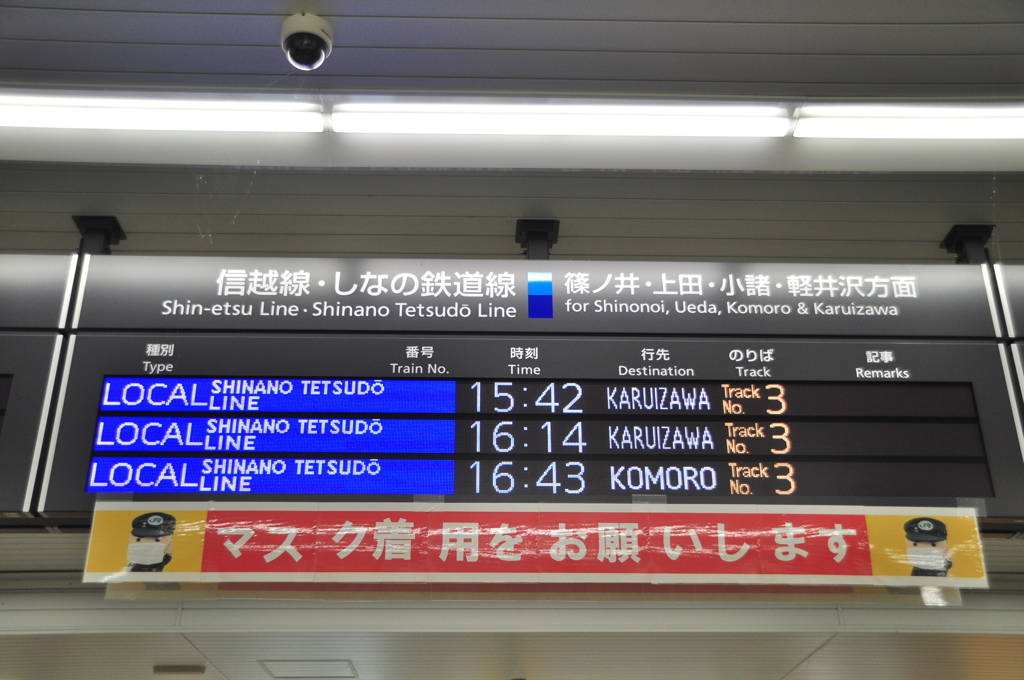 信越線・しなの鉄道線 篠ノ井・上田・小諸・軽井沢方面
Shin-etsu Line・Shinano Tetsudō Line for Shinonoi, Ueda, Komoro & Karuizawa
種別 番号 時刻 行先 のりば 記事
Type Train No. Time Destination Track Remarks
LOCAL SHINANO TETSUDŌ LINE 15:42 KARUIZAWA Track No. 3
LOCAL SHINANO TETSUDŌ LINE 16:14 KARUIZAWA Track No. 3
LOCAL SHINANO TETSUDŌ LINE 16:43 KOMORO Track No. 3
マスク着用をお願いします